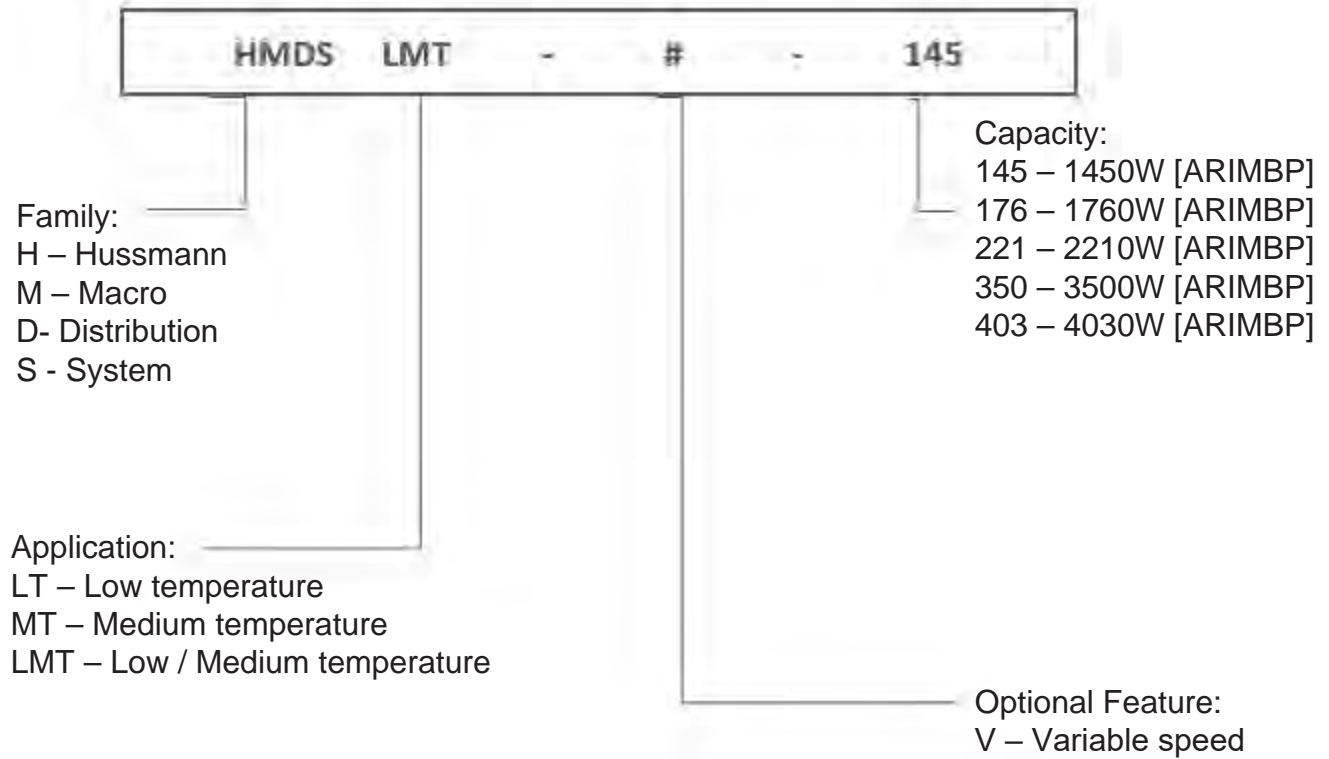 HMDS LMT - # - 145
Capacity:
145 – 1450W [ARIMBP]
176 – 1760W [ARIMBP]
221 – 2210W [ARIMBP]
350 – 3500W [ARIMBP]
403 – 4030W [ARIMBP]
Family:
H – Hussmann
M – Macro
D- Distribution
S - System
Application:
LT – Low temperature
MT – Medium temperature
LMT – Low / Medium temperature
Optional Feature:
V – Variable speed